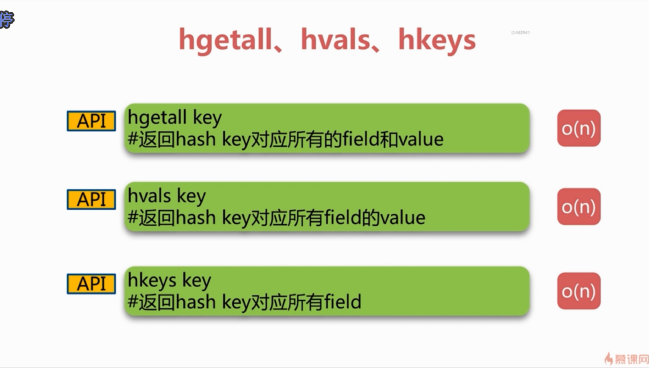 停
hgetall、hvals、hkeys
API
hgetall key
#返回hash key对应所有的field和value
o(n)
API
hvals key
#返回hash key对应所有field的value
o(n)
API
hkeys key
#返回hash key对应所有field
o(n)
慕课网